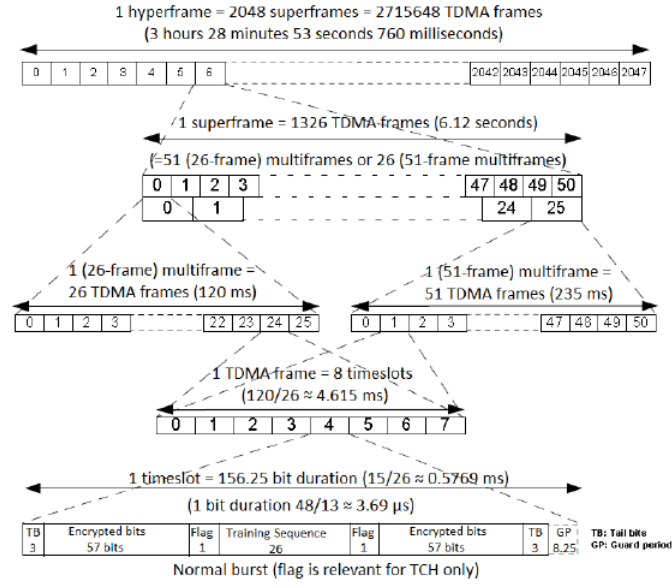 1 hyperframe = 2048 superframes = 2715648 TDMA frames
(3 hours 28 minutes 53 seconds 760 milliseconds)
0 1 2 3 4 5 6 2042 2043 2044 2045 2046 2047
1 superframe = 1326 TDMA frames (6.12 seconds)
(=51 (26-frame) multiframes or 26 (51-frame multiframes)
0 1 2 3 47 48 49 50
0 1 24 25
1 (26-frame) multiframe =
26 TDMA frames (120 ms)
1 (51-frame) multiframe =
51 TDMA frames (235 ms)
0 1 2 3 22 23 24 25
0 1 2 3 47 48 49 50
1 TDMA frame = 8 timeslots
(120/26 ≈ 4.615 ms)
0 1 2 3 4 5 6 7
1 timeslot = 156.25 bit duration (15/26 ≈ 0.5769 ms)
(1 bit duration 48/13 ≈ 3.69 μs)
TB Encrypted bits Flag Training Sequence Flag Encrypted bits TB GP
3 57 bits 1 26 1 57 bits 3 8.25
TB: Tail bits
GP: Guard period
Normal burst (flag is relevant for TCH only)